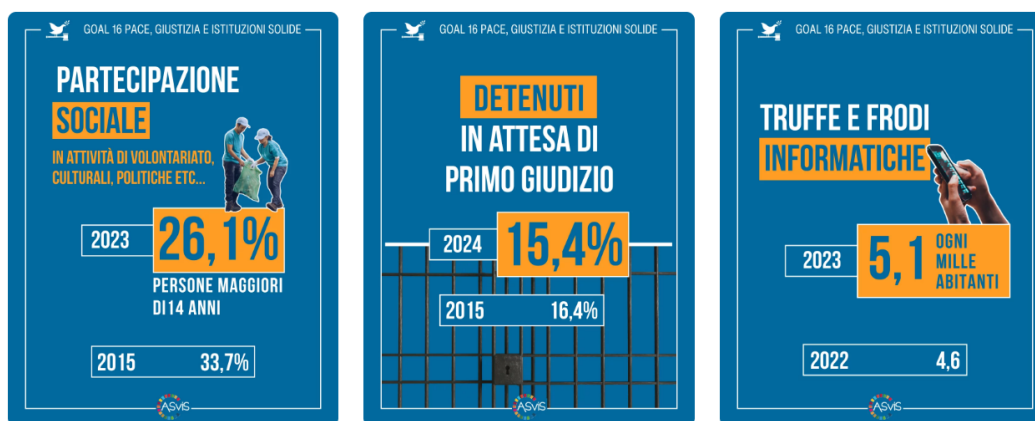 GOAL 16 PACE, GIUSTIZIA E ISTITUZIONI SOLIDE
PARTECIPAZIONE
SOCIALE
IN ATTIVITÀ DI VOLONTARIATO,
CULTURALI, POLITICHE ETC...
2023
26,1%
PERSONE MAGGIORI
DI 14 ANNI
2015 33,7%
ASviS
GOAL 16 PACE, GIUSTIZIA E ISTITUZIONI SOLIDE
DETENUTI
IN ATTESA DI
PRIMO GIUDIZIO
2024
15,4%
2015 16,4%
ASviS
GOAL 16 PACE, GIUSTIZIA E ISTITUZIONI SOLIDE
TRUFFE E FRODI
INFORMATICHE
2023
5,1
OGNI
MILLE
ABITANTI
2022 4,6
ASviS